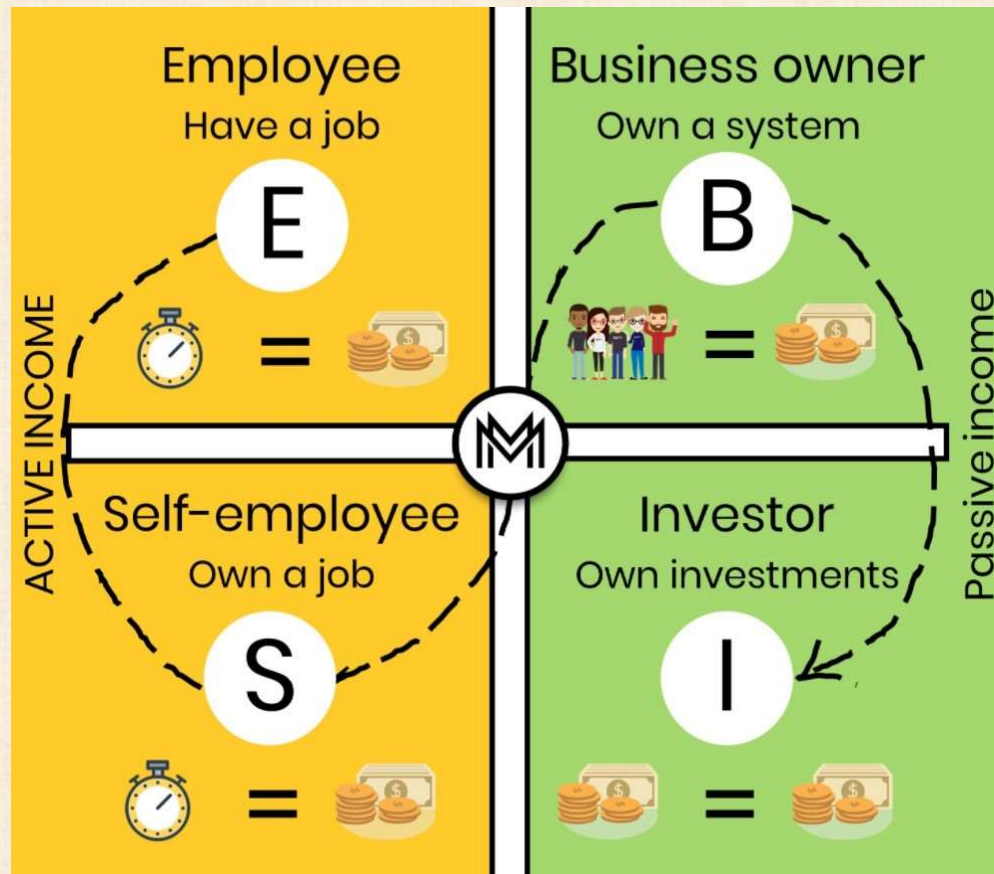 Employee
Have a job
E
=
Business owner
Own a system
B
=
ACTIVE INCOME
Passive income
Self-employee
Own a job
S
=
Investor
Own investments
I
=